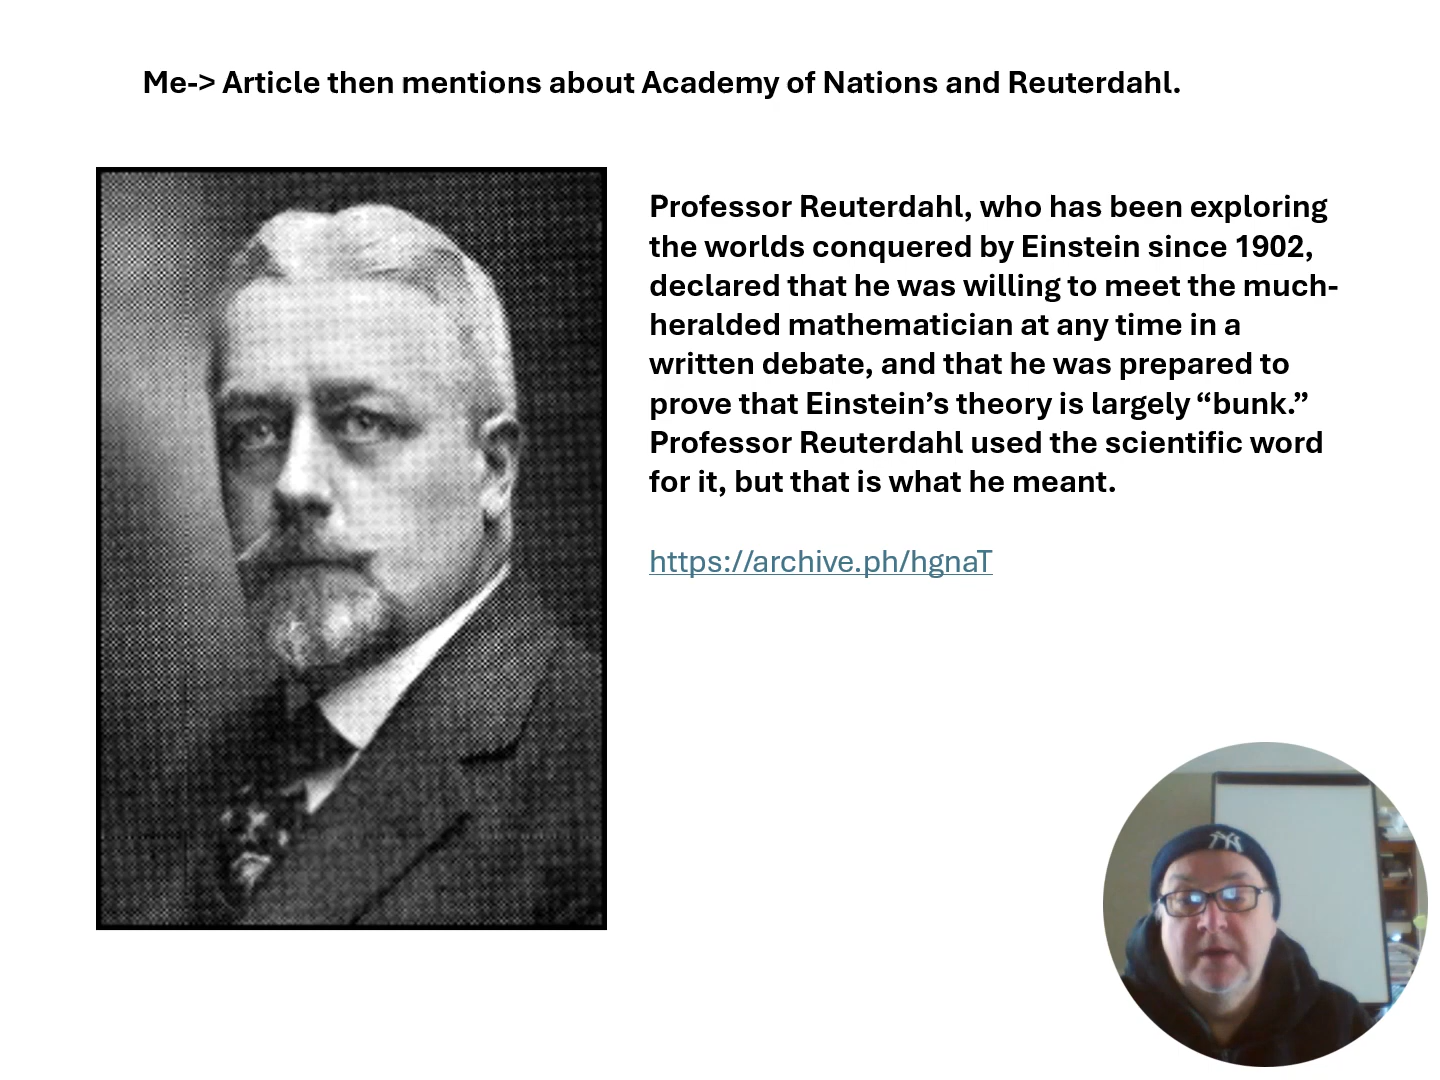 Me-> Article then mentions about Academy of Nations and Reuterdahl.
Professor Reuterdahl, who has been exploring
the worlds conquered by Einstein since 1902,
declared that he was willing to meet the much-
heralded mathematician at any time in a
written debate, and that he was prepared to
prove that Einstein’s theory is largely “bunk.”
Professor Reuterdahl used the scientific word
for it, but that is what he meant.
https://archive.ph/hgnaT
NY